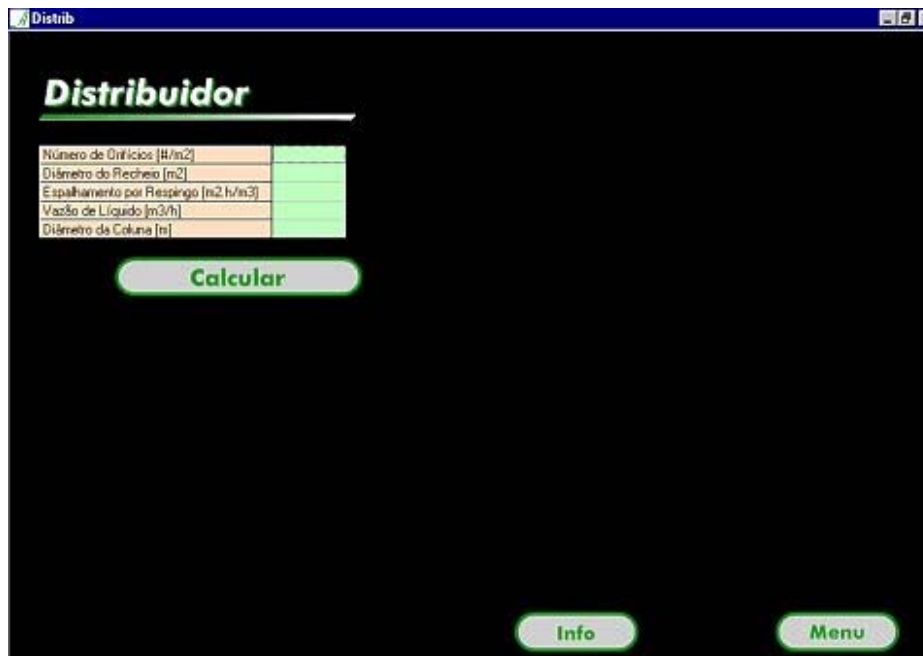 Distrib
Distribuidor
Número de Orifícios [#/m2]
Diâmetro do Recheio [m2]
Espalhamento por Respingo [m2.h/m3]
Vazão de Líquido [m3/h]
Diâmetro da Coluna [m]
Calcular
Info
Menu